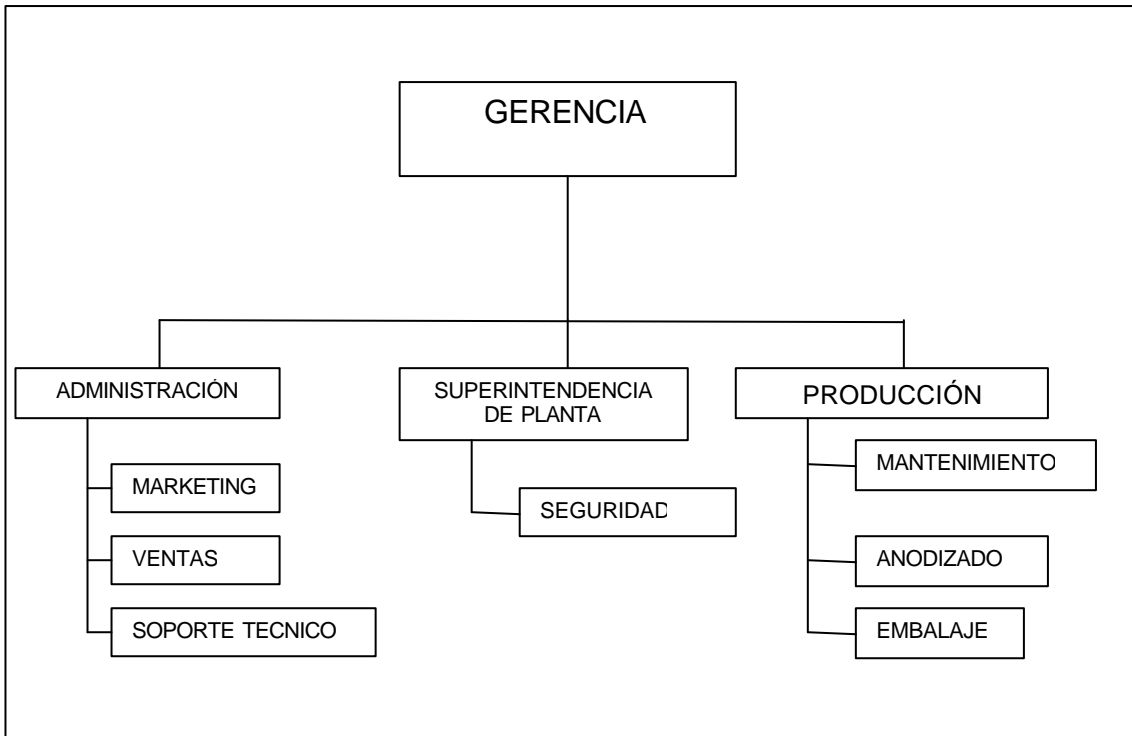 GERENCIA
ADMINISTRACIÓN
SUPERINTENDENCIA
DE PLANTA
PRODUCCIÓN
MARKETING
VENTAS
SOPORTE TECNICO
SEGURIDAD
MANTENIMIENTO
ANODIZADO
EMBALAJE